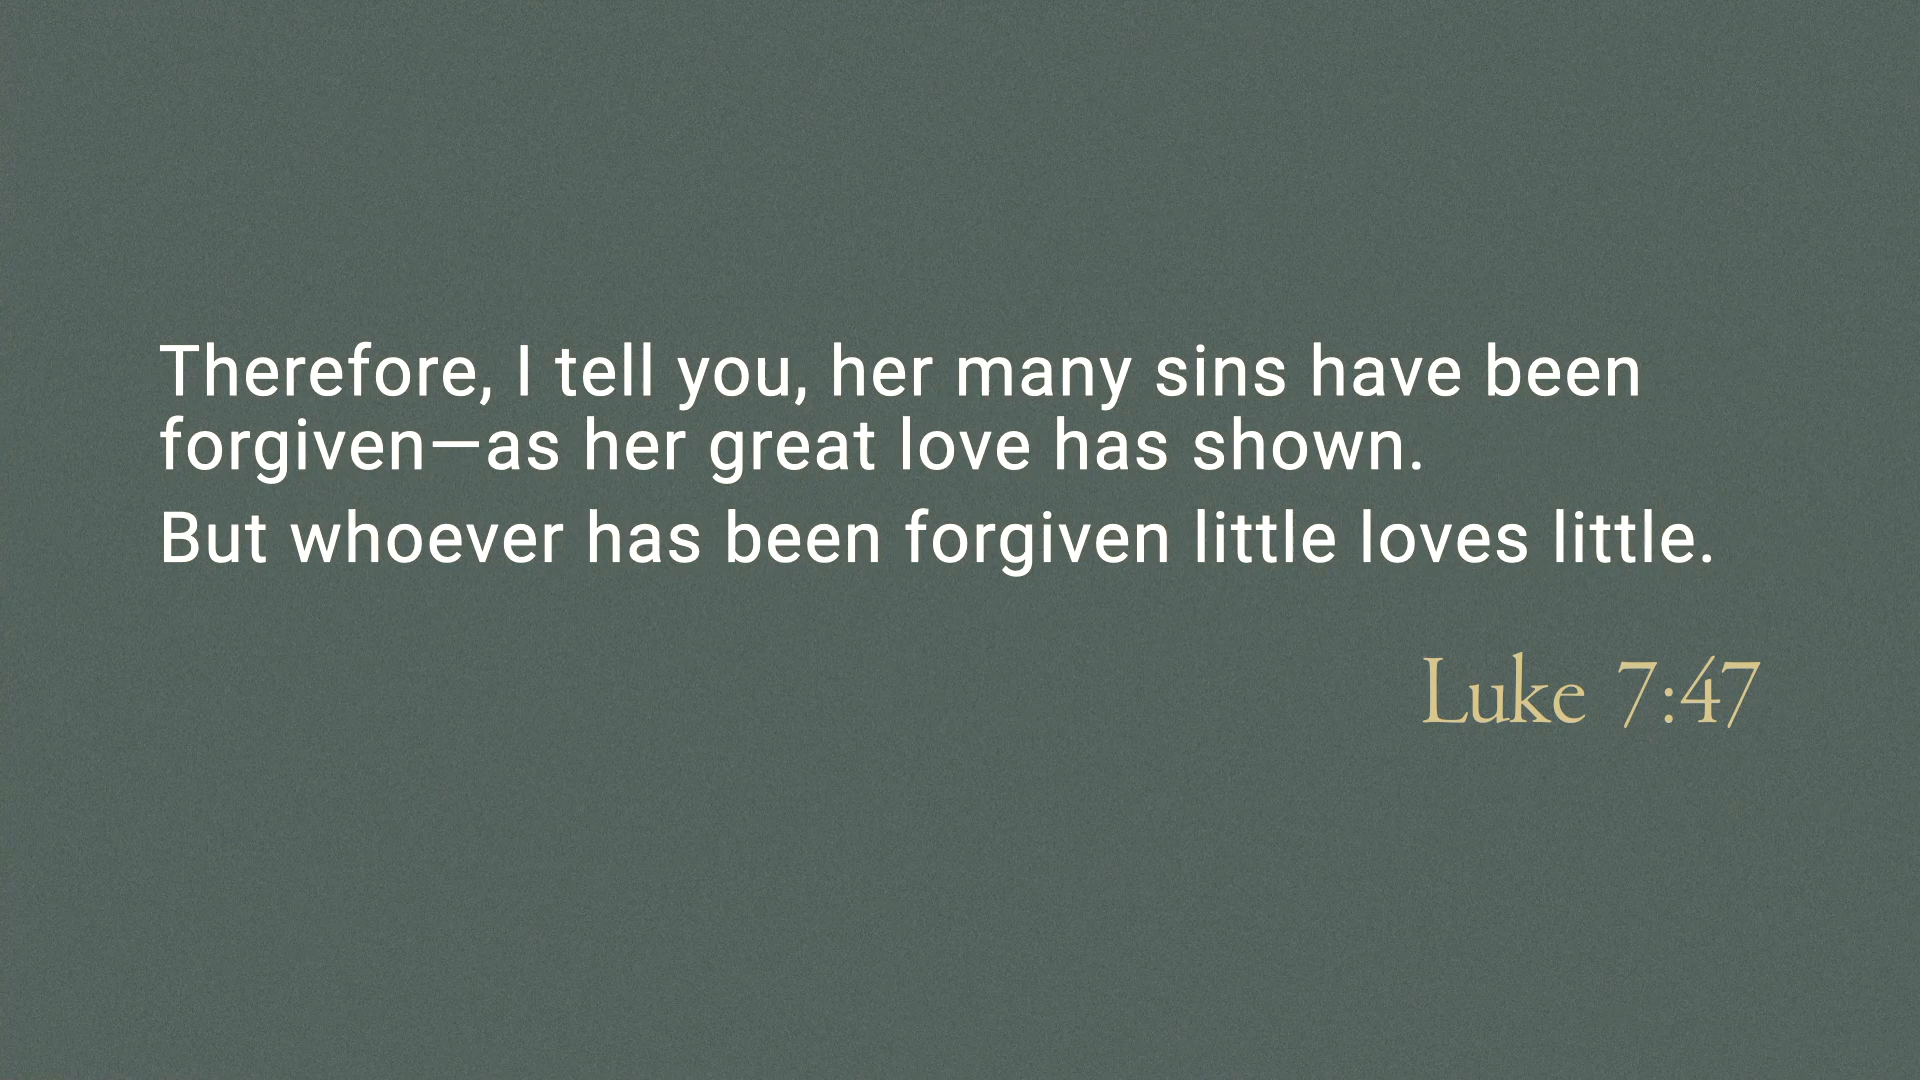 Therefore, I tell you, her many sins have been
forgiven—as her great love has shown.
But whoever has been forgiven little loves little.
Luke 7:47